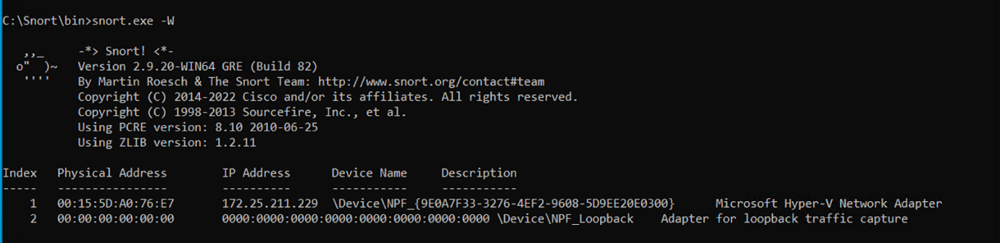 C:\Snort\bin>snort.exe -W
,,_     -*> Snort! <*-
o"  )~   Version 2.9.20-WIN64 GRE (Build 82)
''''    By Martin Roesch & The Snort Team: http://www.snort.org/contact#team
Copyright (C) 2014-2022 Cisco and/or its affiliates. All rights reserved.
Copyright (C) 1998-2013 Sourcefire, Inc., et al.
Using PCRE version: 8.10 2010-06-25
Using ZLIB version: 1.2.11
Index   Physical Address        IP Address      Device Name     Description
-----   ----------------        ----------      -----------     -----------
1   00:15:5D:A0:76:E7       172.25.211.229  \Device\NPF_{9E0A7F33-3276-4EF2-9608-5D9EE20E0300}      Microsoft Hyper-V Network Adapter
2   00:00:00:00:00:00       0000:0000:0000:0000:0000:0000:0000:0000 \Device\NPF_Loopback    Adapter for loopback traffic capture